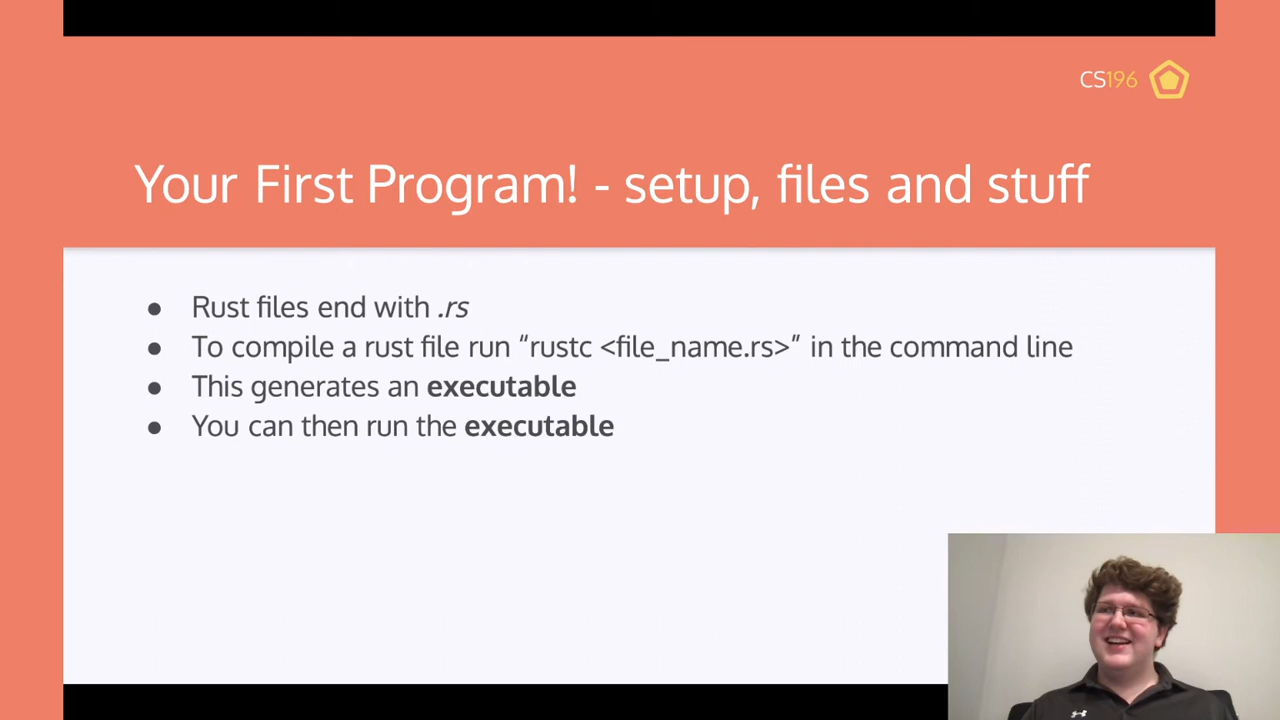 CS196
Your First Program! - setup, files and stuff
● Rust files end with .rs
● To compile a rust file run “rustc <file_name.rs>” in the command line
● This generates an executable
● You can then run the executable